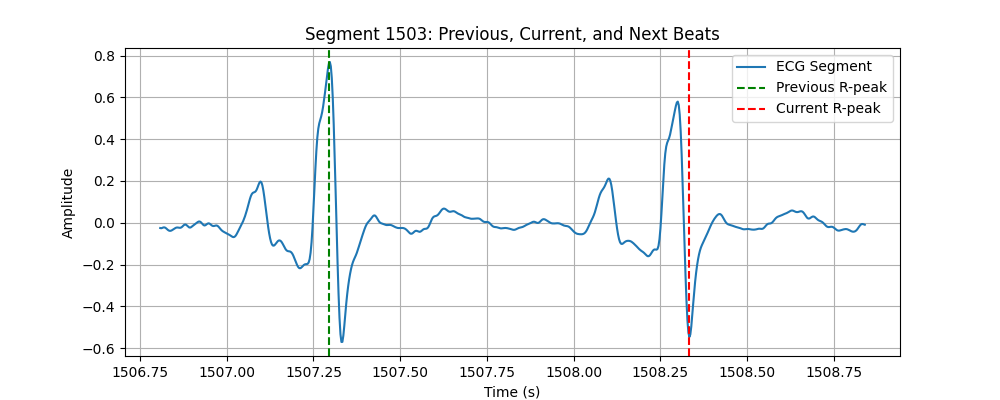 Segment 1503: Previous, Current, and Next Beats
ECG Segment
Previous R-peak
Current R-peak
Amplitude
0.8
0.6
0.4
0.2
0.0
−0.2
−0.4
−0.6
1506.75 1507.00 1507.25 1507.50 1507.75 1508.00 1508.25 1508.50 1508.75
Time (s)